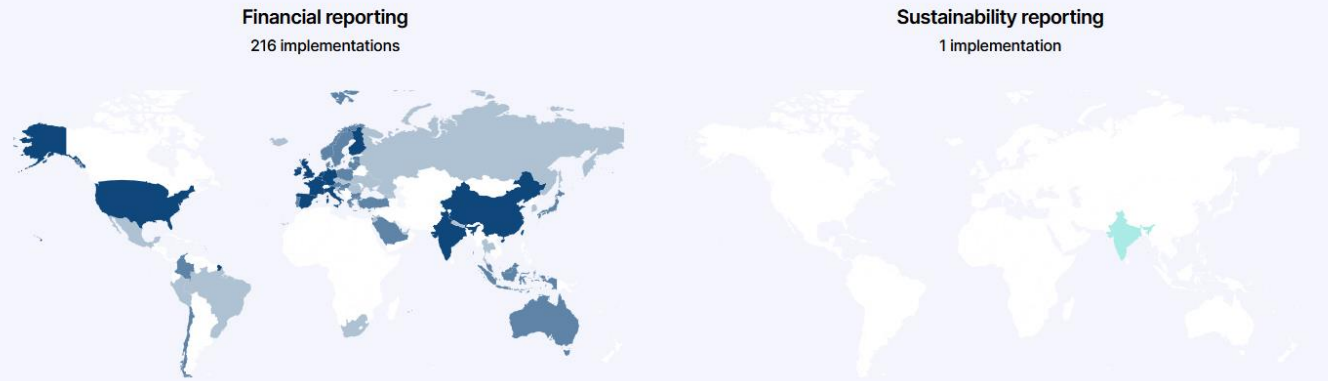 Financial reporting
216 implementations
Sustainability reporting
1 implementation